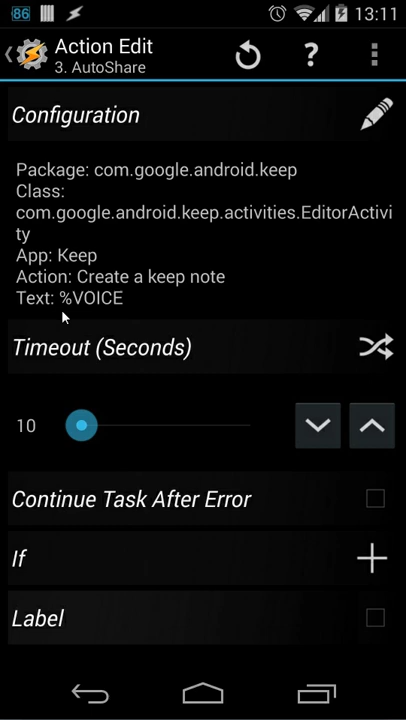 86
13:11
Action Edit
3. AutoShare
Configuration
Package: com.google.android.keep
Class:
com.google.android.keep.activities.EditorActivi
ty
App: Keep
Action: Create a keep note
Text: %VOICE
Timeout (Seconds)
10
Continue Task After Error
If
Label